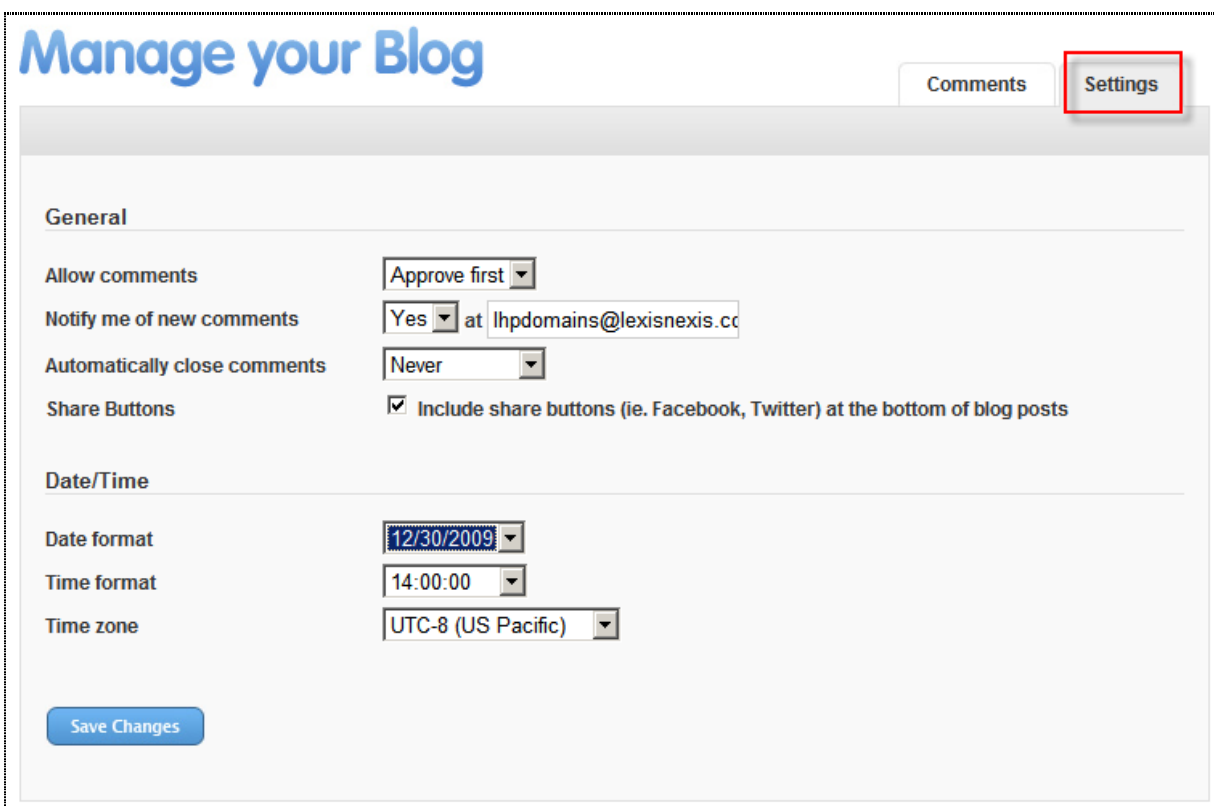 Manage your Blog
Comments Settings
General
Allow comments Approve first
Notify me of new comments Yes at lhpdomains@lexisnexis.cc
Automatically close comments Never
Share Buttons Include share buttons (ie. Facebook, Twitter) at the bottom of blog posts
Date/Time
Date format 12/30/2009
Time format 14:00:00
Time zone UTC-8 (US Pacific)
Save Changes